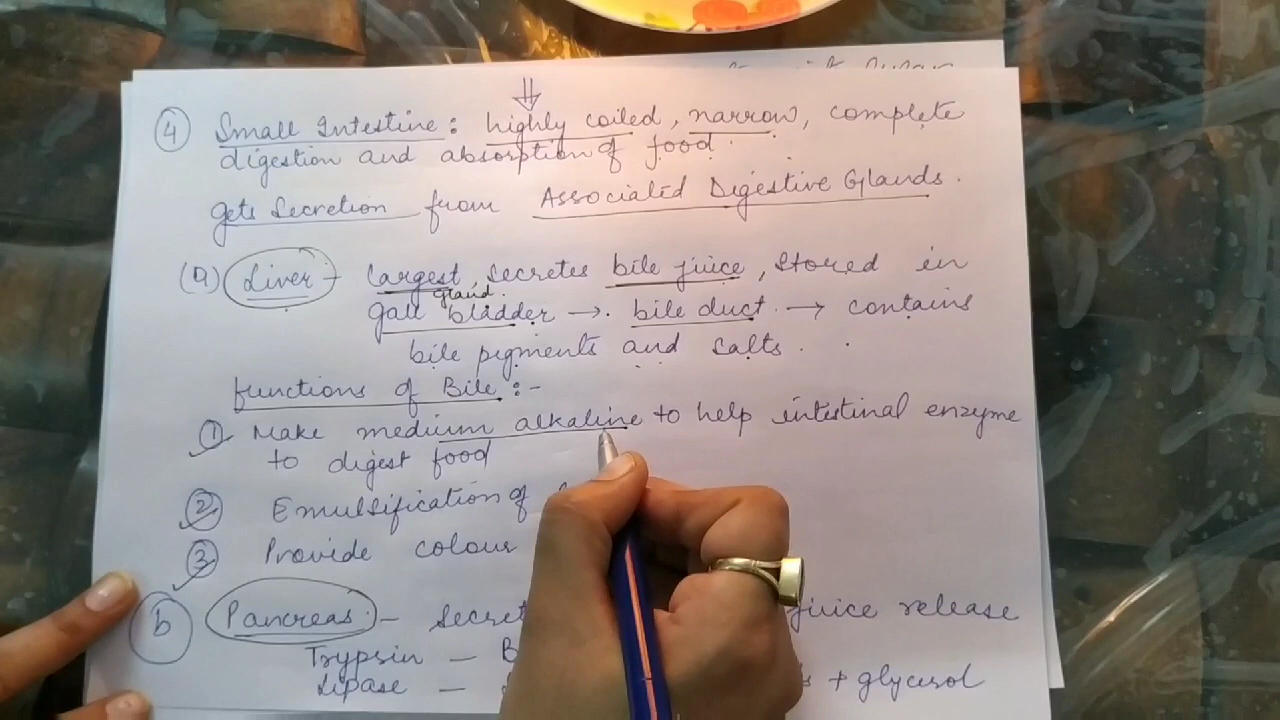 ④ Small Intestine: highly coiled, narrow, complete
digestion and absorption of food.
gets secretion from Associated Digestive Glands.
(a) Liver - largest, secretes bile juice, stored in
gland
gall bladder →. bile duct. → contains
bile pigments and salts.
functions of Bile :-
① Make medium alkaline to help intestinal enzyme
to digest food
② Emulsification of
③ Provide colour
b Pancreas - juice release
Trypsin - B
Lipase - + glycerol